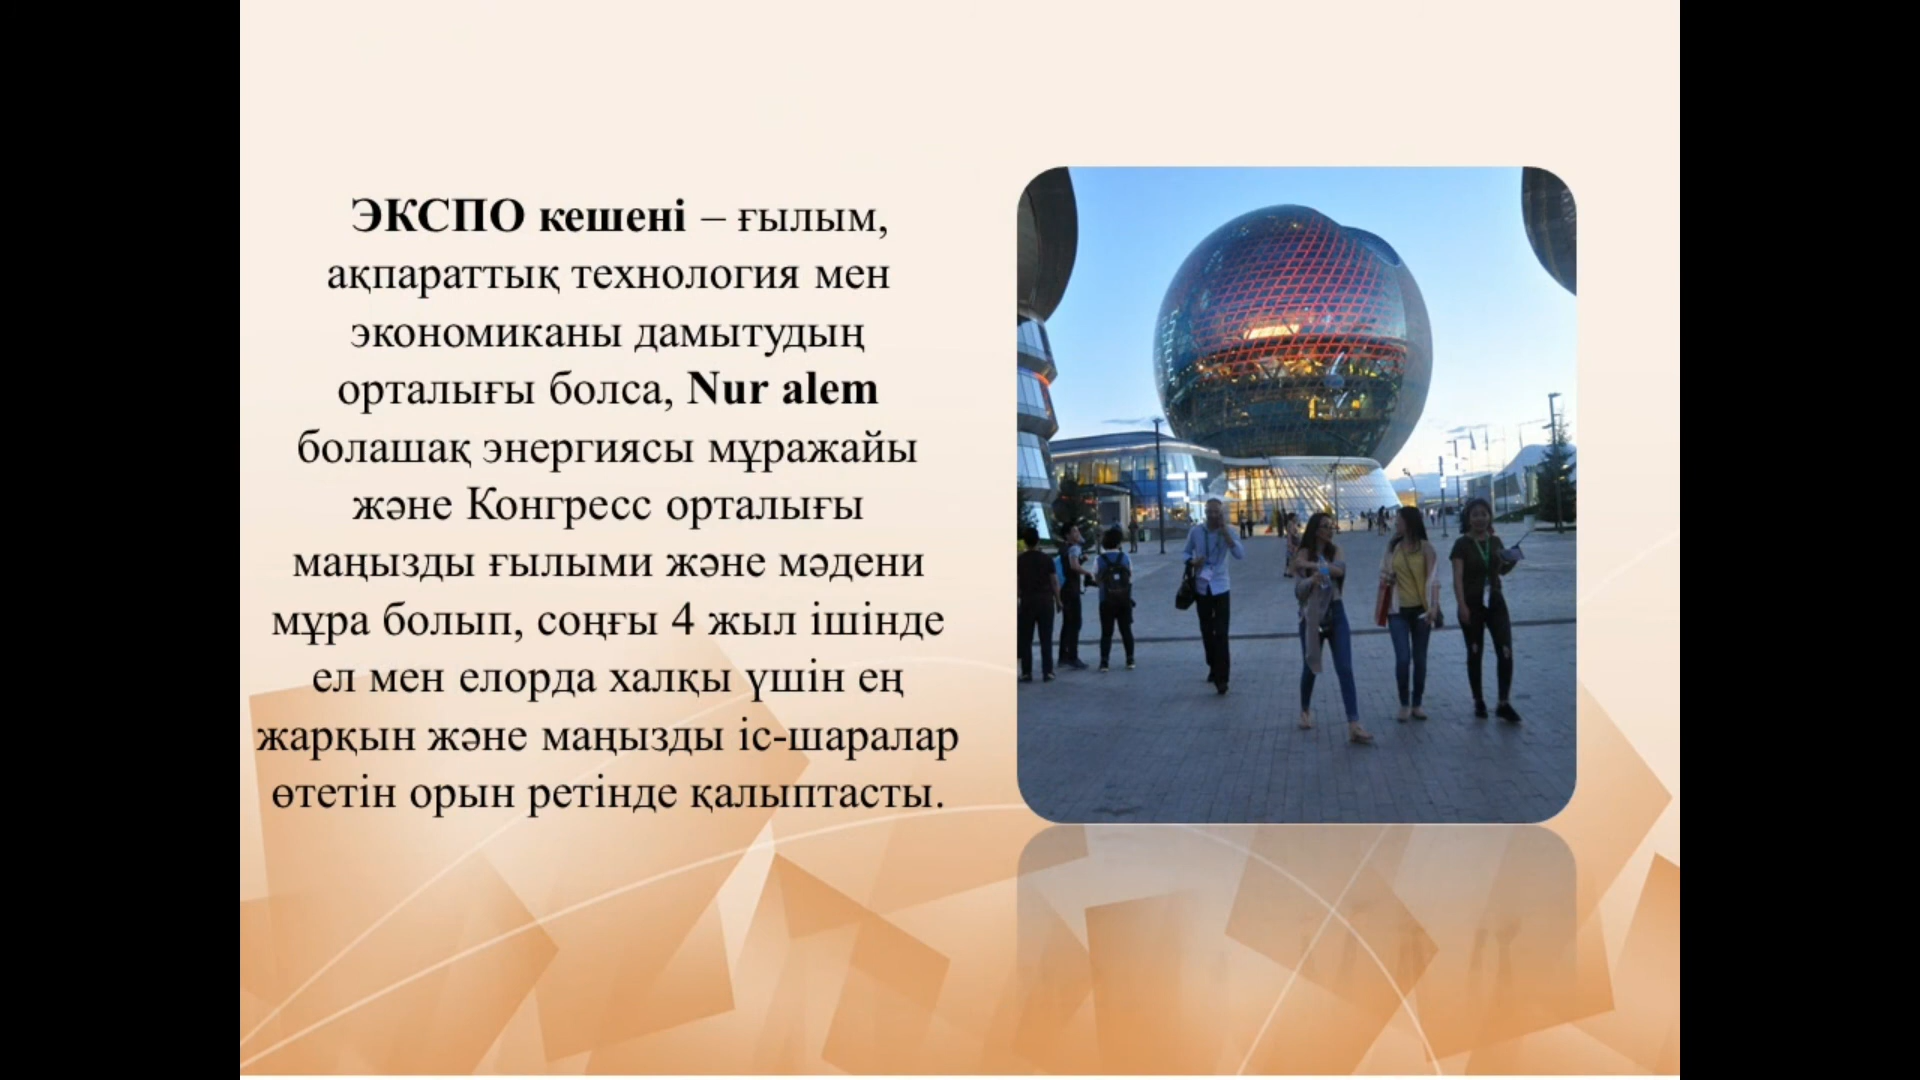 ЭКСПО кешені – ғылым,
ақпараттық технология мен
экономиканы дамытудың
орталығы болса, Nur alem
болашақ энергиясы мұражайы
және Конгресс орталығы
маңызды ғылыми және мәдени
мұра болып, соңғы 4 жыл ішінде
ел мен елорда халқы үшін ең
жарқын және маңызды іс-шаралар
өтетін орын ретінде қалыптасты.